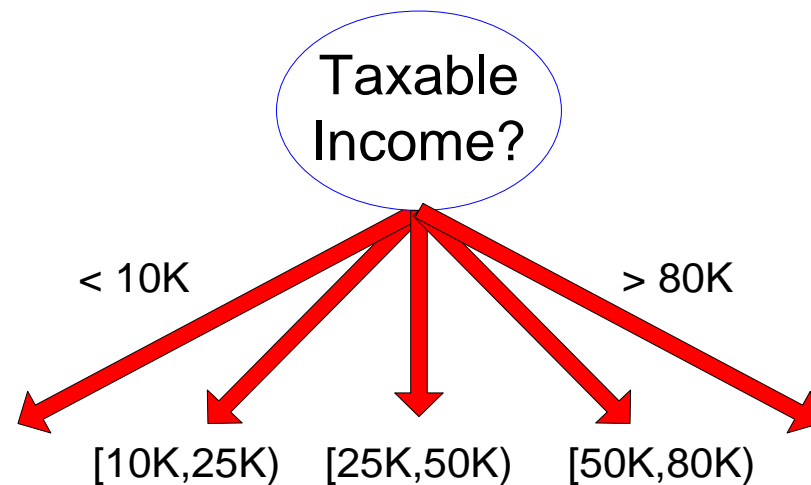 Taxable
Income?
< 10K
> 80K
[10K,25K)
[25K,50K)
[50K,80K)